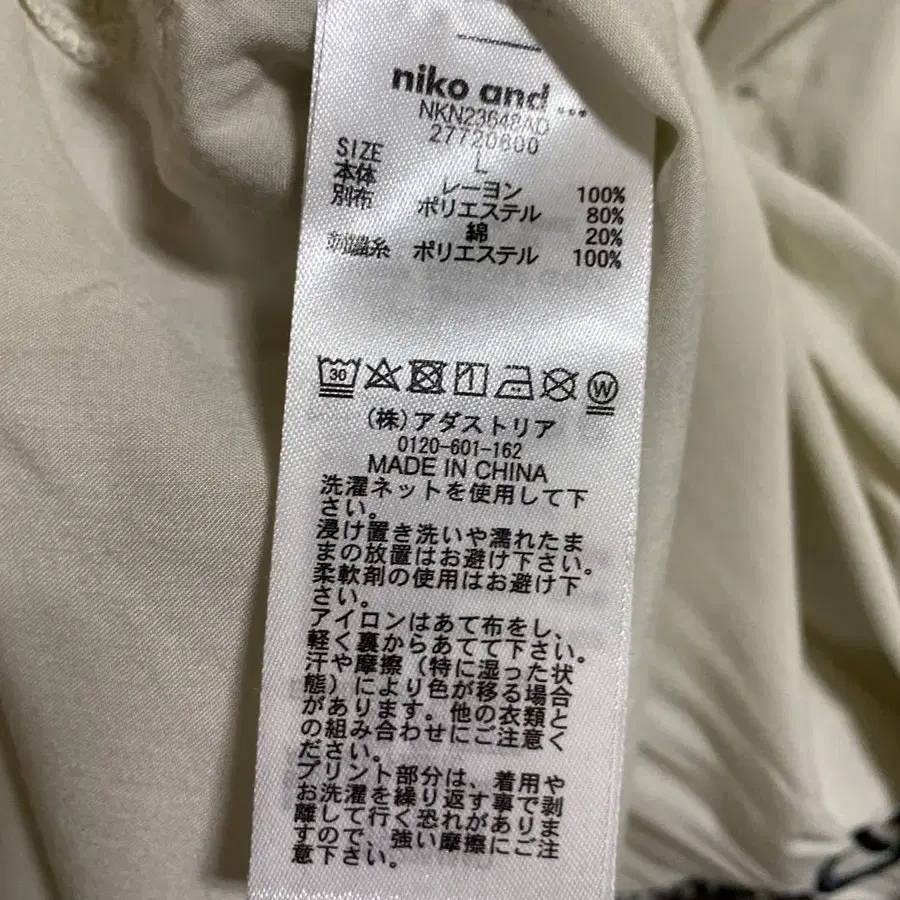 niko and ...
NKN23648AD
27720600
SIZE L
本体 レーヨン 100%
別布 ポリエステル 80%
綿 20%
刺繍糸 ポリエステル 100%
30
W
(株)アダストリア
0120-601-162
MADE IN CHINA
洗濯ネットを使用して下
さい。
浸け置き洗いや濡れたま
まの放置はお避け下さい。
柔軟剤の使用はお避け下
さい。
アイロンはあて布をし、
軽く裏からあてて下さい。
汗や摩擦(特に湿った状
態)により色が移る場合
があります。他の衣類と
の組み合わせにご注意く
ださい。
プリント部分は、着用や
お洗濯を繰り返す事で剥
離して行く恐れがありま
すので、強い摩擦にご注
意下さい。